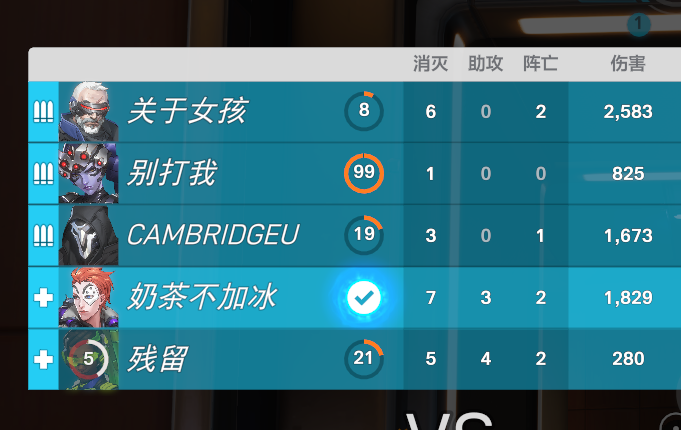 1
消灭 助攻 阵亡 伤害
关于女孩 8 6 0 2 2,583
别打我 99 1 0 0 825
CAMBRIDGEU 19 3 0 1 1,673
奶茶不加冰 7 3 2 1,829
5 残留 21 5 4 2 280
VS